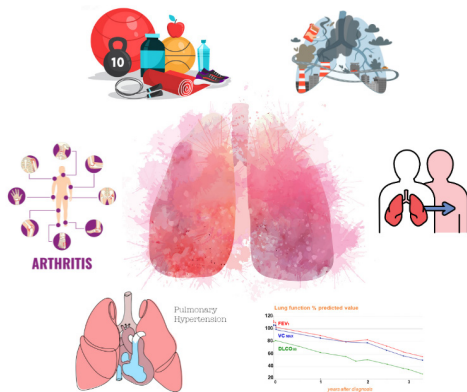 10
ARTHRITIS
Pulmonary
Hypertension
Lung function % predicted value
120
100
80
60
40
20
FEV₁
VC MAX
DLCO
0
1
2
3
years after diagnosis